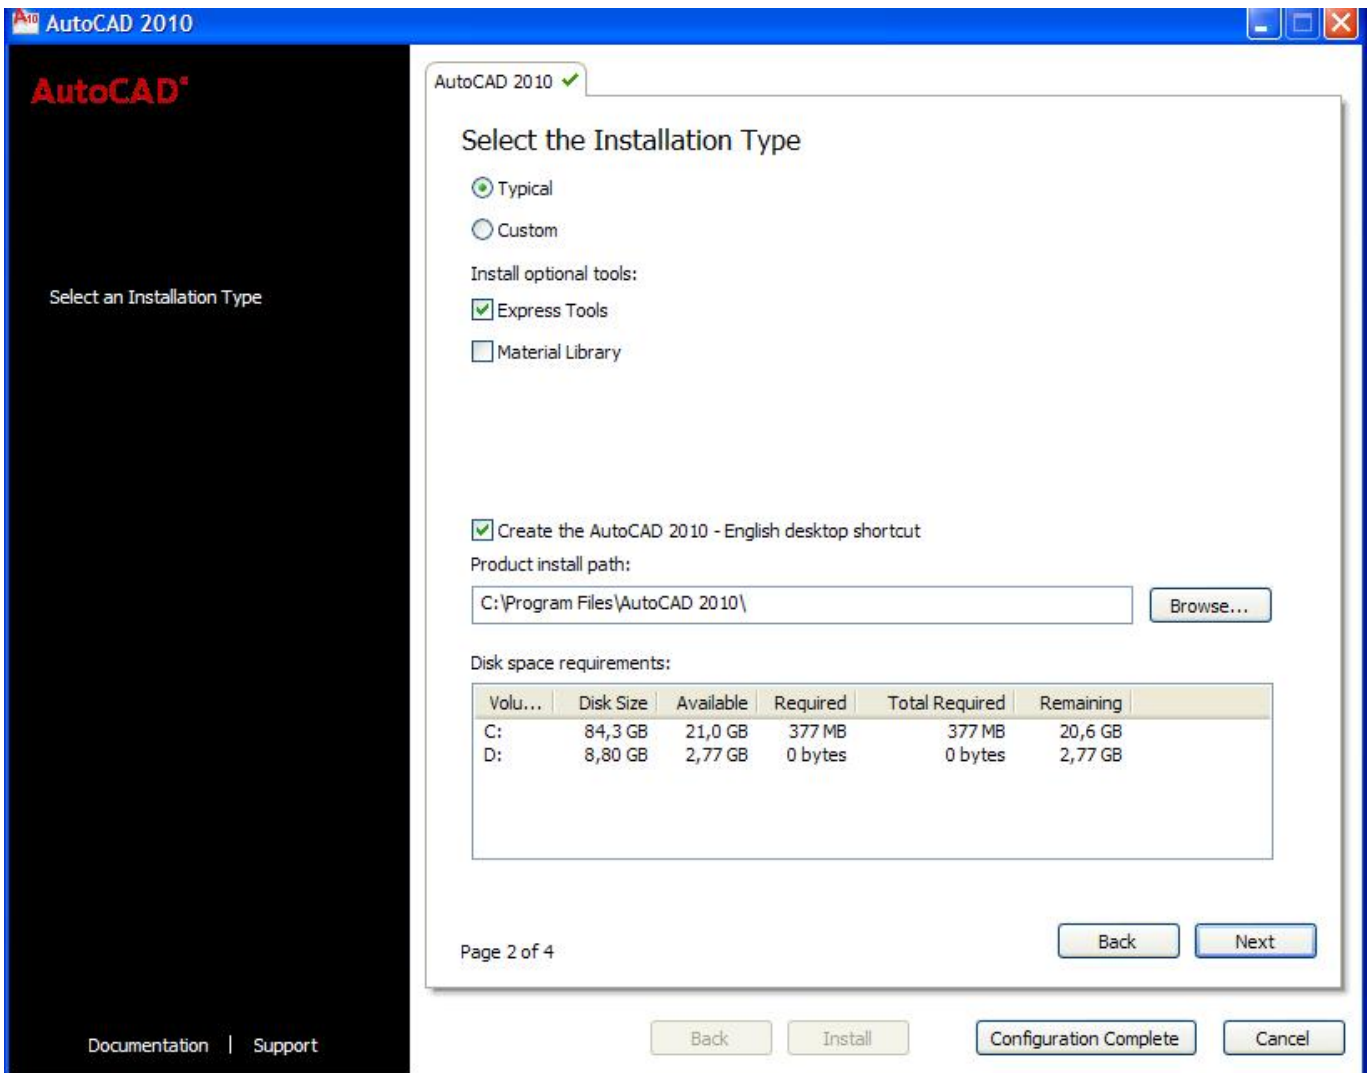 AutoCAD 2010
AutoCAD®
Select an Installation Type
AutoCAD 2010
Select the Installation Type
Typical
Custom
Install optional tools:
Express Tools
Material Library
Create the AutoCAD 2010 - English desktop shortcut
Product install path:
C:\Program Files\AutoCAD 2010\
Browse...
Disk space requirements:
Volu... Disk Size Available Required Total Required Remaining
C: 84,3 GB 21,0 GB 377 MB 377 MB 20,6 GB
D: 8,80 GB 2,77 GB 0 bytes 0 bytes 2,77 GB
Page 2 of 4
Back Next
Documentation | Support
Back Install Configuration Complete Cancel